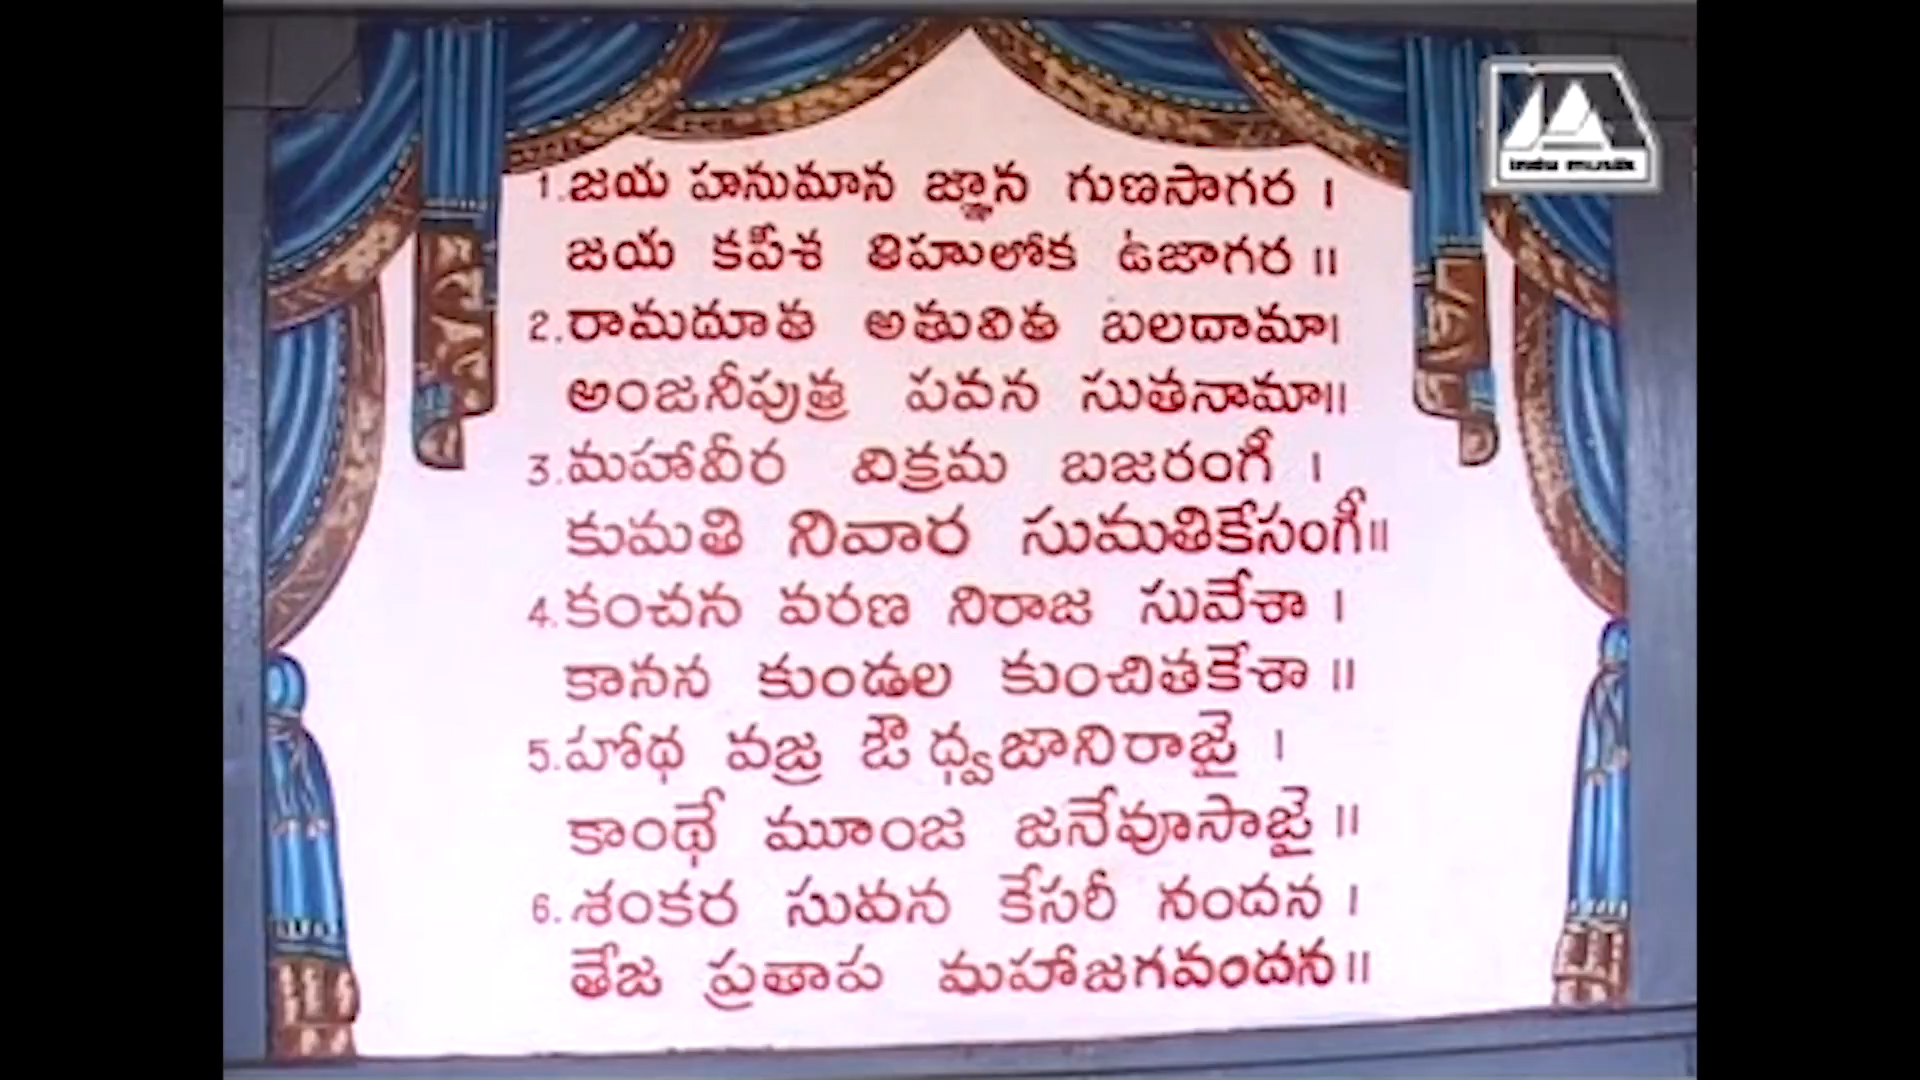 indu musik
1. జయ హనుమాన జ్ఞాన గుణసాగర ।
జయ కపీశ తిహులోక ఉజాగర ॥
2. రామదూత అతులిత బలదామా।
అంజనీపుత్ర పవన సుతనామా॥
3. మహావీర విక్రమ బజరంగీ ।
కుమతి నివార సుమతికేసంగీ॥
4. కంచన వరణ నిరాజ సువేశా ।
కానన కుండల కుంచితకేశా ॥
5. హోథ వజ్ర ఔ ధ్వజానిరాజై ।
కాంథే మూంజ జనేవూసాజై ॥
6. శంకర సువన కేసరీ నందన ।
తేజ ప్రతాప మహాజగవందన॥